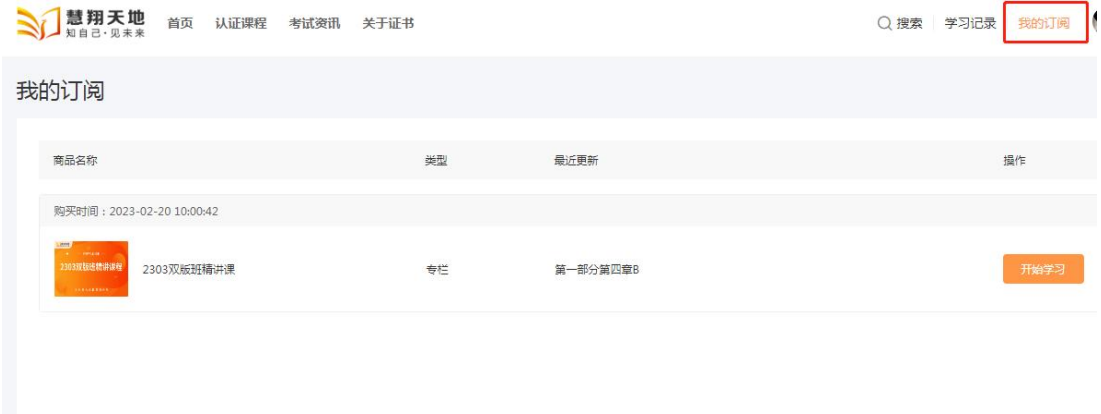 慧翔天地
知自己·见未来
首页 认证课程 考试资讯 关于证书 搜索 学习记录 我的订阅
我的订阅
商品名称 类型 最近更新 操作
购买时间：2023-02-20 10:00:42
2303双版班精讲课程
2303双版班精讲课 专栏 第一部分第四章B 开始学习